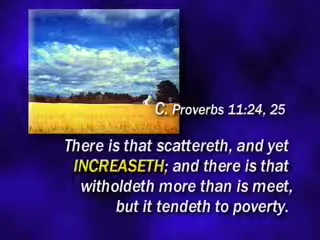 C. Proverbs 11:24, 25
There is that scattereth, and yet
INCREASETH; and there is that
witholdeth more than is meet,
but it tendeth to poverty.